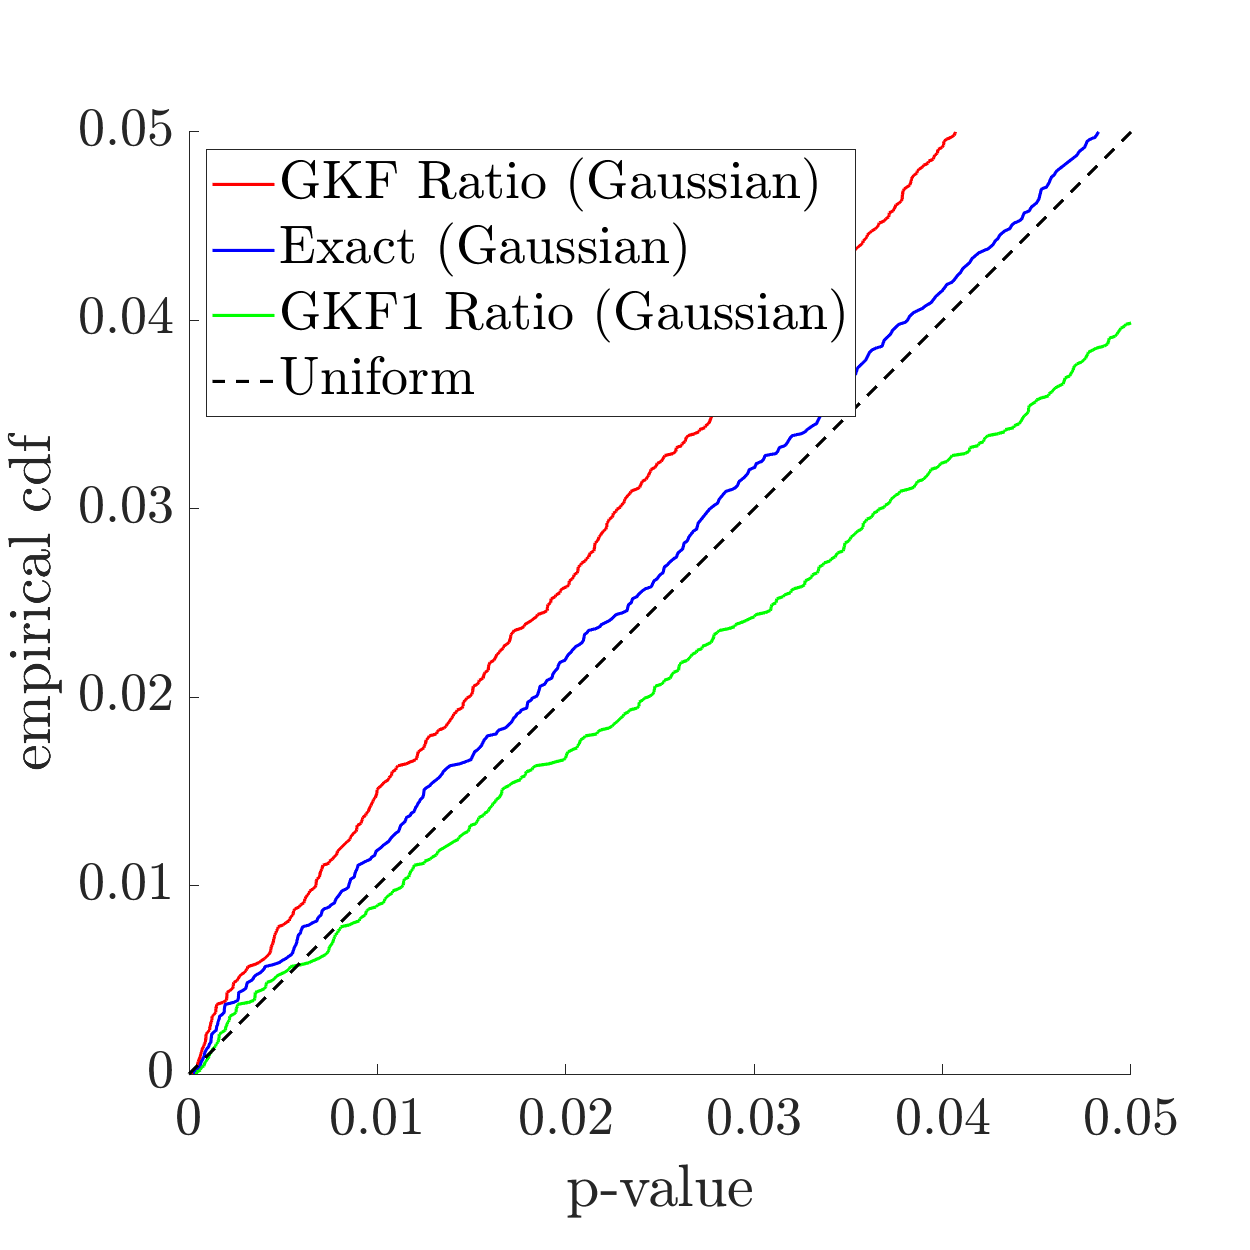 0.05
GKF Ratio (Gaussian)
Exact (Gaussian)
GKF1 Ratio (Gaussian)
Uniform
0.04
0.03
0.02
0.01
0
empirical cdf
0 0.01 0.02 0.03 0.04 0.05
p-value